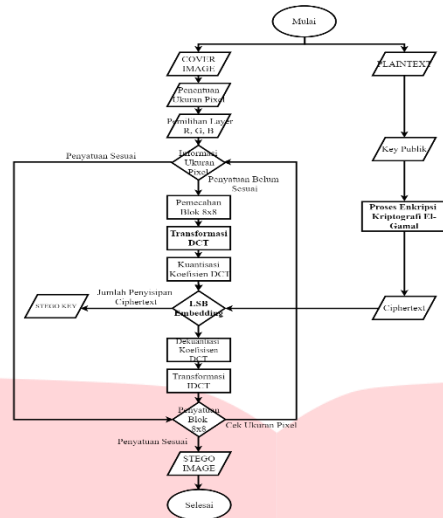 Mulai
COVER
IMAGE
PLAINTEXT
Penentuan
Ukuran Pixel
Pemilihan Layer
R, G, B
Key Publik
Penyatuan Sesuai
Informasi
Ukuran
Pixel
Penyatuan Belum
Sesuai
Pemecahan
Blok 8x8
Proses Enkripsi
Kriptografi El-
Gamal
Transformasi
DCT
Kuantisasi
Koefisien DCT
Jumlah Penyisipan
Ciphertext
STEGO KEY
LSB
Embedding
Ciphertext
Dekuantisasi
Koefisisen
DCT
Transformasi
IDCT
Penyatuan
Blok
8x8
Cek Ukuran Pixel
Penyatuan Sesuai
STEGO
IMAGE
Selesai